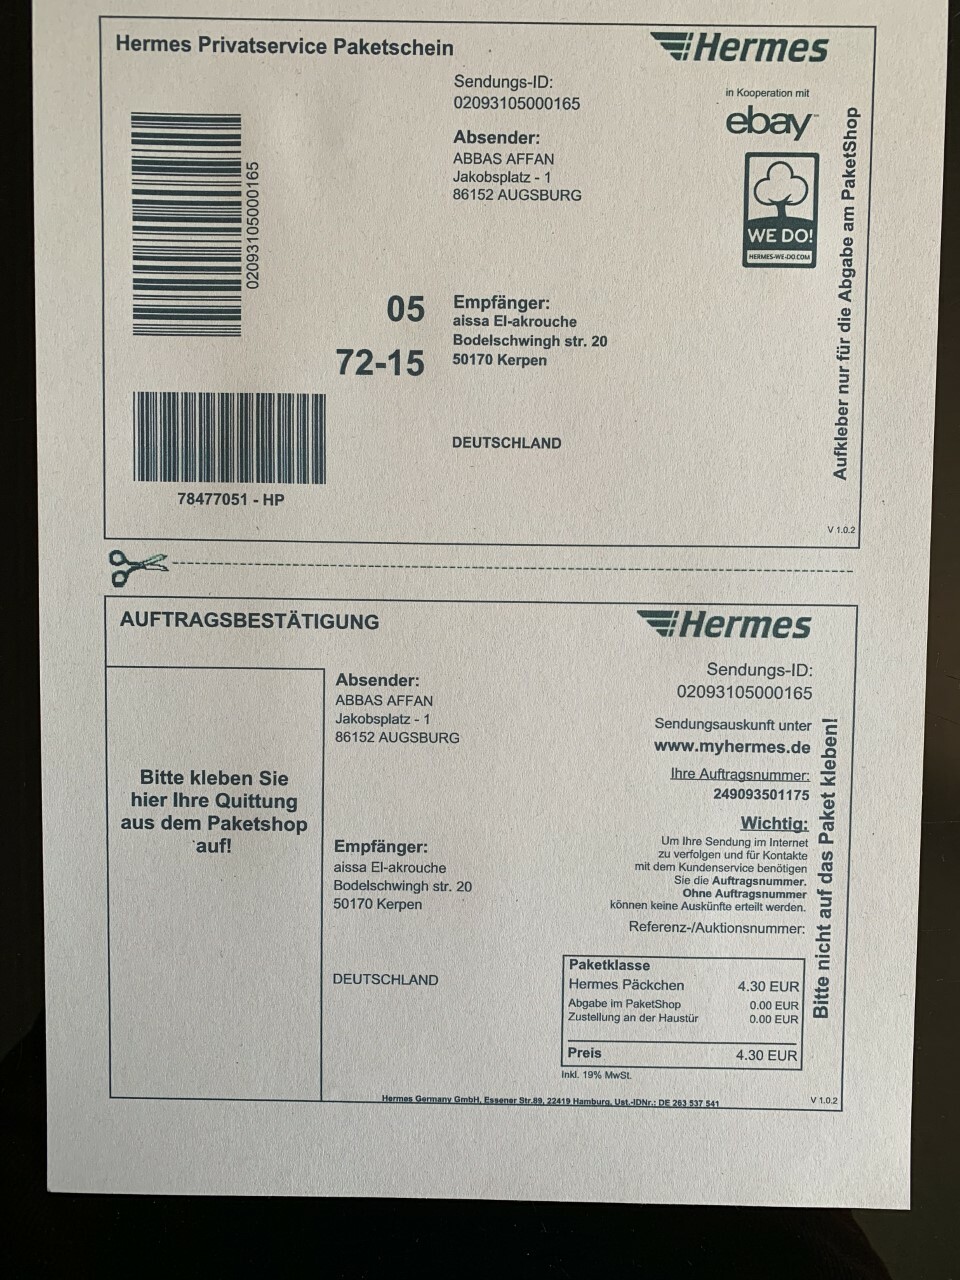 Hermes Privatservice Paketschein
Hermes
Sendungs-ID:
02093105000165
in Kooperation mit
ebay™
Absender:
ABBAS AFFAN
Jakobsplatz - 1
86152 AUGSBURG
WE DO!
HERMES-WE-DO.COM
02093105000165
Aufkleber nur für die Abgabe am PaketShop
05
72-15
Empfänger:
aissa El-akrouche
Bodelschwingh str. 20
50170 Kerpen
DEUTSCHLAND
78477051 - HP
V 1.0.2
AUFTRAGSBESTÄTIGUNG
Hermes
Bitte kleben Sie
hier Ihre Quittung
aus dem Paketshop
auf!
Absender:
ABBAS AFFAN
Jakobsplatz - 1
86152 AUGSBURG
Empfänger:
aissa El-akrouche
Bodelschwingh str. 20
50170 Kerpen
DEUTSCHLAND
Sendungs-ID:
02093105000165
Sendungsauskunft unter
www.myhermes.de
Ihre Auftragsnummer:
249093501175
Wichtig:
Um Ihre Sendung im Internet
zu verfolgen und für Kontakte
mit dem Kundenservice benötigen
Sie die Auftragsnummer.
Ohne Auftragsnummer
können keine Auskünfte erteilt werden.
Referenz-/Auktionsnummer:
Paketklasse
Hermes Päckchen 4.30 EUR
Abgabe im PaketShop 0.00 EUR
Zustellung an der Haustür 0.00 EUR
Preis 4.30 EUR
Inkl. 19% MwSt.
Bitte nicht auf das Paket kleben!
Hermes Germany GmbH, Essener Str.89, 22419 Hamburg, Ust.-IDNr.: DE 263 537 541
V 1.0.2